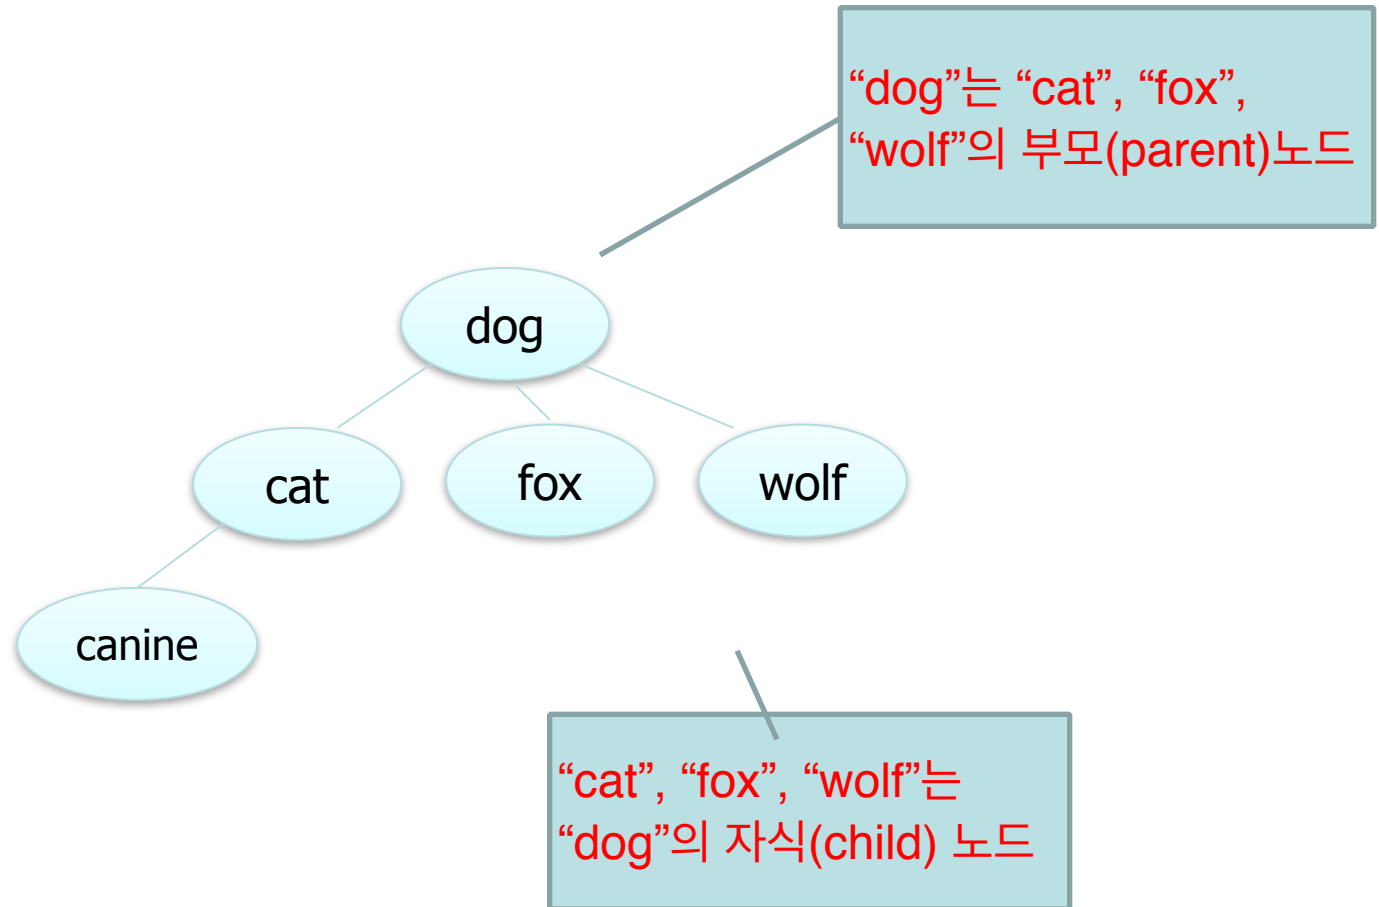 “dog”는 “cat”, “fox”,
“wolf”의 부모(parent)노드
dog
cat
fox
wolf
canine
“cat”, “fox”, “wolf”는
“dog”의 자식(child) 노드